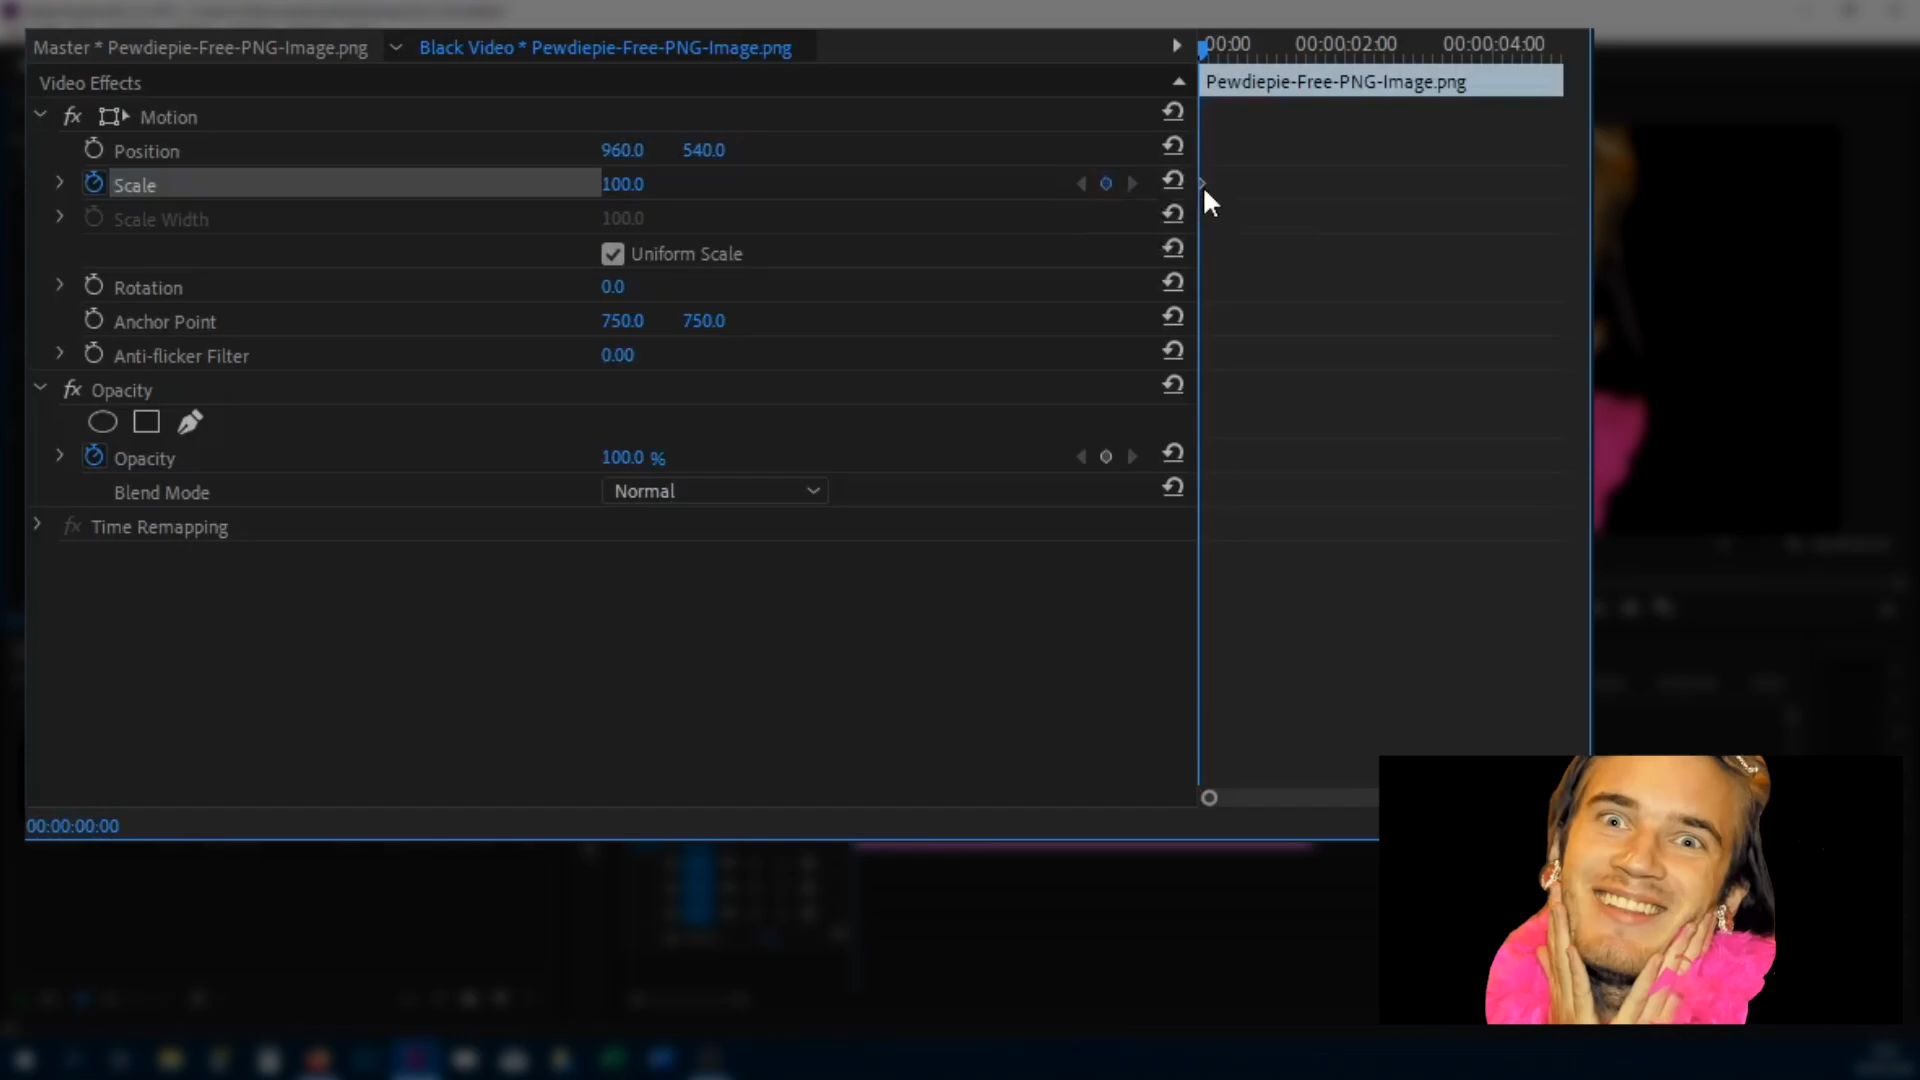 Master * Pewdiepie-Free-PNG-Image.png
Black Video * Pewdiepie-Free-PNG-Image.png
:00:00
00:00:02:00
00:00:04:00
Video Effects
Pewdiepie-Free-PNG-Image.png
fx Motion
Position 960.0 540.0
Scale 100.0
Scale Width 100.0
Uniform Scale
Rotation 0.0
Anchor Point 750.0 750.0
Anti-flicker Filter 0.00
fx Opacity
Opacity 100.0 %
Blend Mode Normal
fx Time Remapping
00:00:00:00